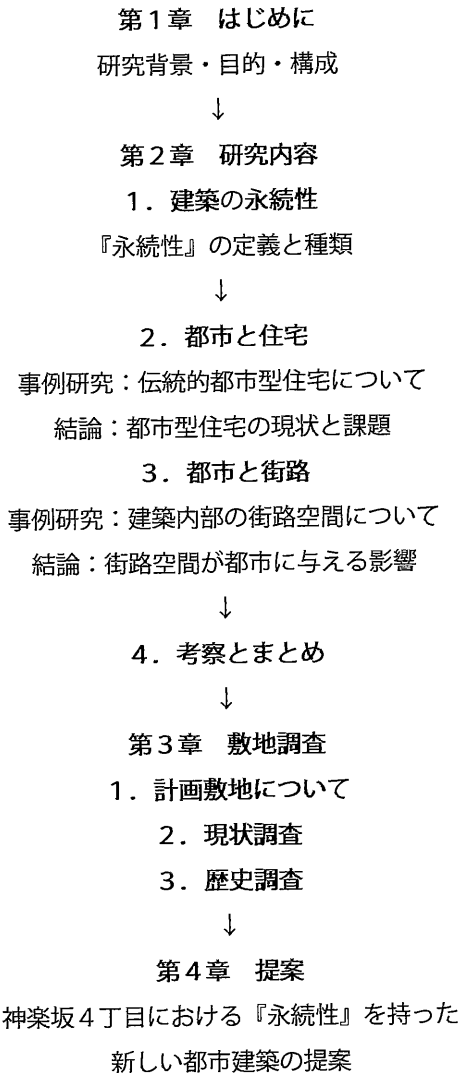 第１章　はじめに
研究背景・目的・構成
↓
第２章　研究内容
１．建築の永続性
『永続性』の定義と種類
↓
２．都市と住宅
事例研究：伝統的都市型住宅について
結論：都市型住宅の現状と課題
３．都市と街路
事例研究：建築内部の街路空間について
結論：街路空間が都市に与える影響
↓
４．考察とまとめ
↓
第３章　敷地調査
１．計画敷地について
２．現状調査
３．歴史調査
↓
第４章　提案
神楽坂４丁目における『永続性』を持った
新しい都市建築の提案